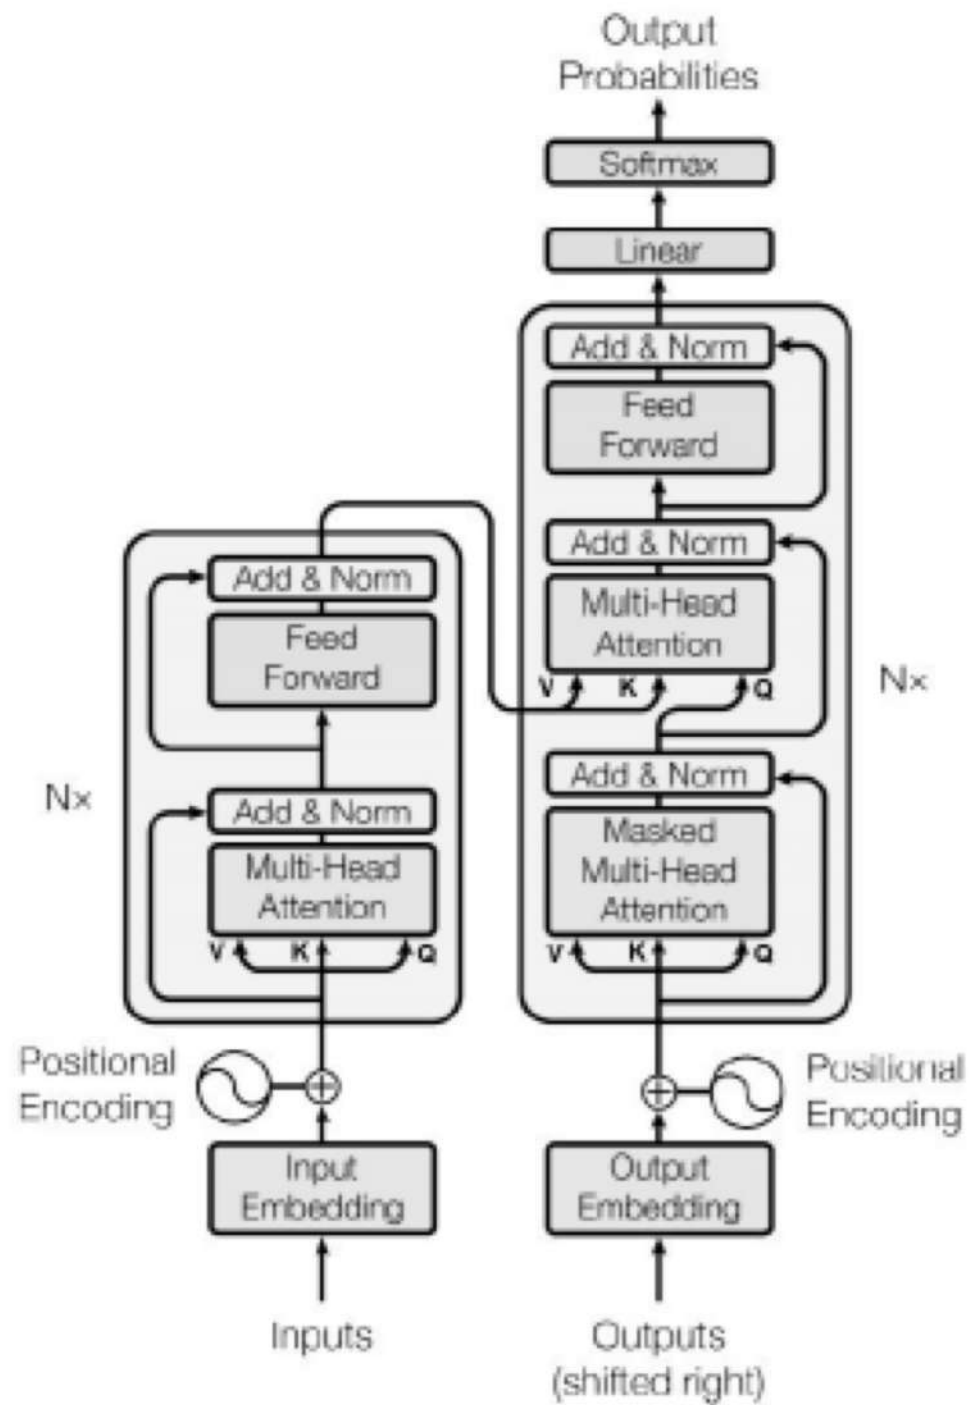 Output
Probabilities
Softmax
Linear
Add & Norm
Feed
Forward
Add & Norm
Multi-Head
Attention
V K Q
Nx
Add & Norm
Masked
Multi-Head
Attention
V K Q
Add & Norm
Feed
Forward
Nx
Add & Norm
Multi-Head
Attention
V K Q
Positional
Encoding
Positional
Encoding
Input
Embedding
Output
Embedding
Inputs
Outputs
(shifted right)